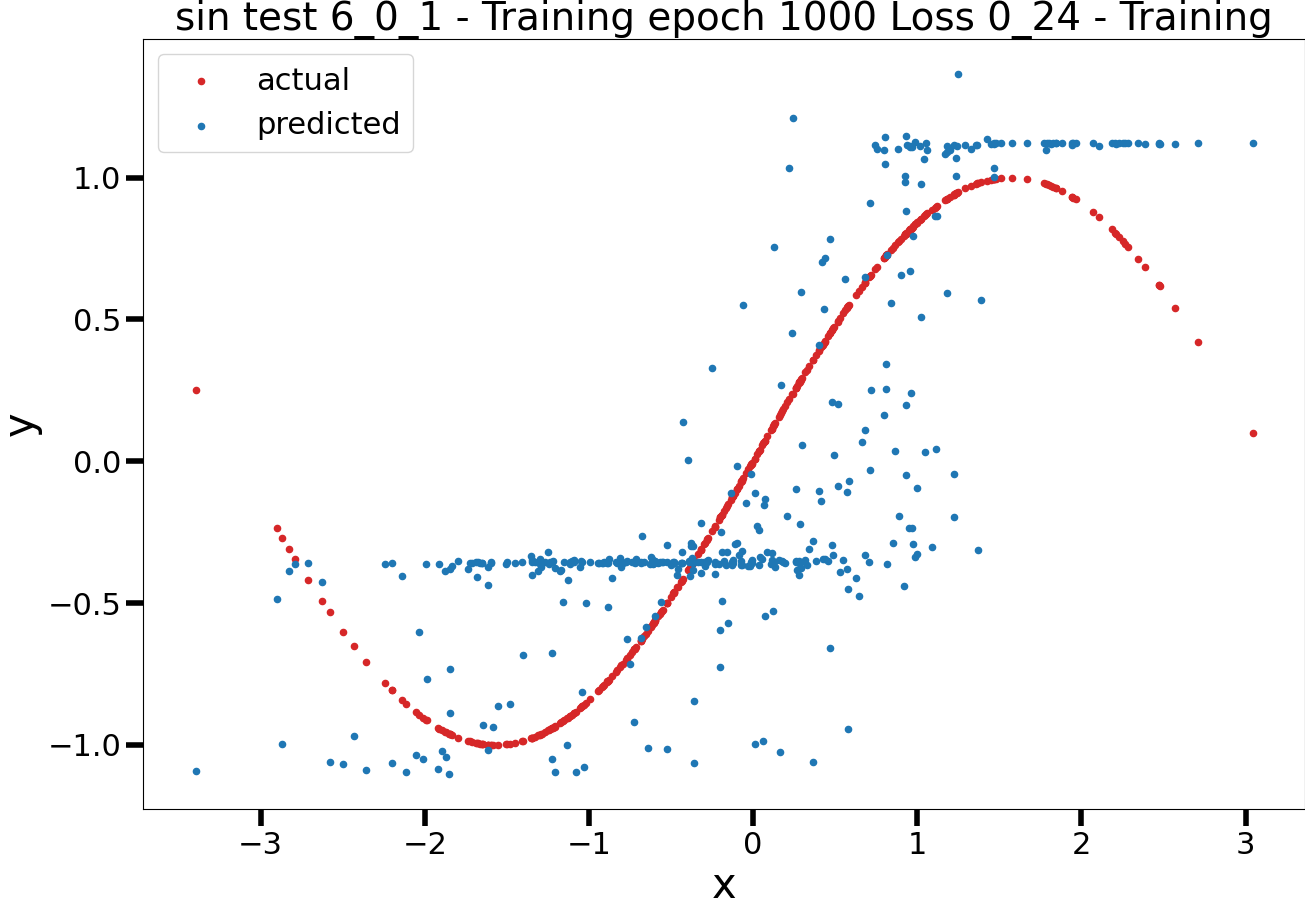 sin test 6_0_1 - Training epoch 1000 Loss 0_24 - Training
actual
predicted
1.0
0.5
0.0
−0.5
−1.0
y
−3
−2
−1
0
1
2
3
x